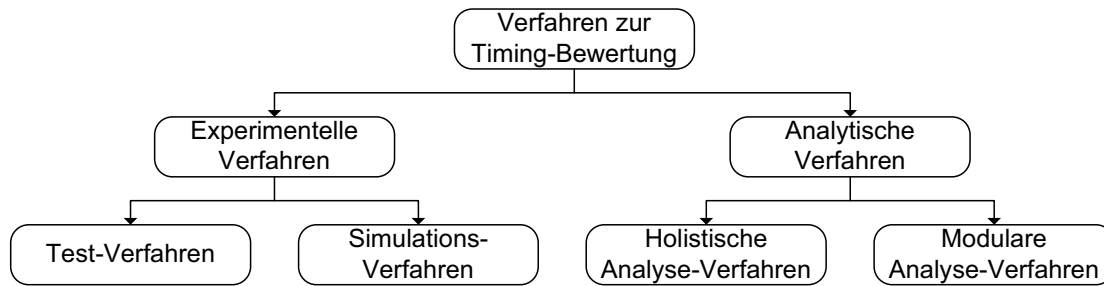 Verfahren zur
Timing-Bewertung
Experimentelle
Verfahren
Analytische
Verfahren
Test-Verfahren
Simulations-
Verfahren
Holistische
Analyse-Verfahren
Modulare
Analyse-Verfahren